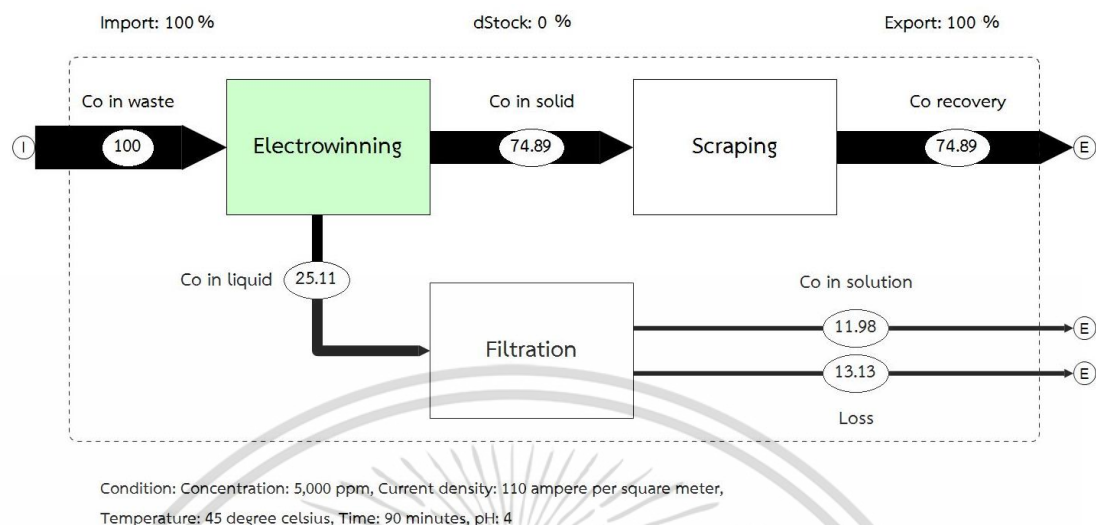 Import: 100 %
dStock: 0 %
Export: 100 %
Co in waste
Co in solid
Co recovery
I
100
Electrowinning
74.89
Scraping
74.89
E
Co in liquid
25.11
Co in solution
Filtration
11.98
E
13.13
E
Loss
Condition: Concentration: 5,000 ppm, Current density: 110 ampere per square meter,
Temperature: 45 degree celsius, Time: 90 minutes, pH: 4